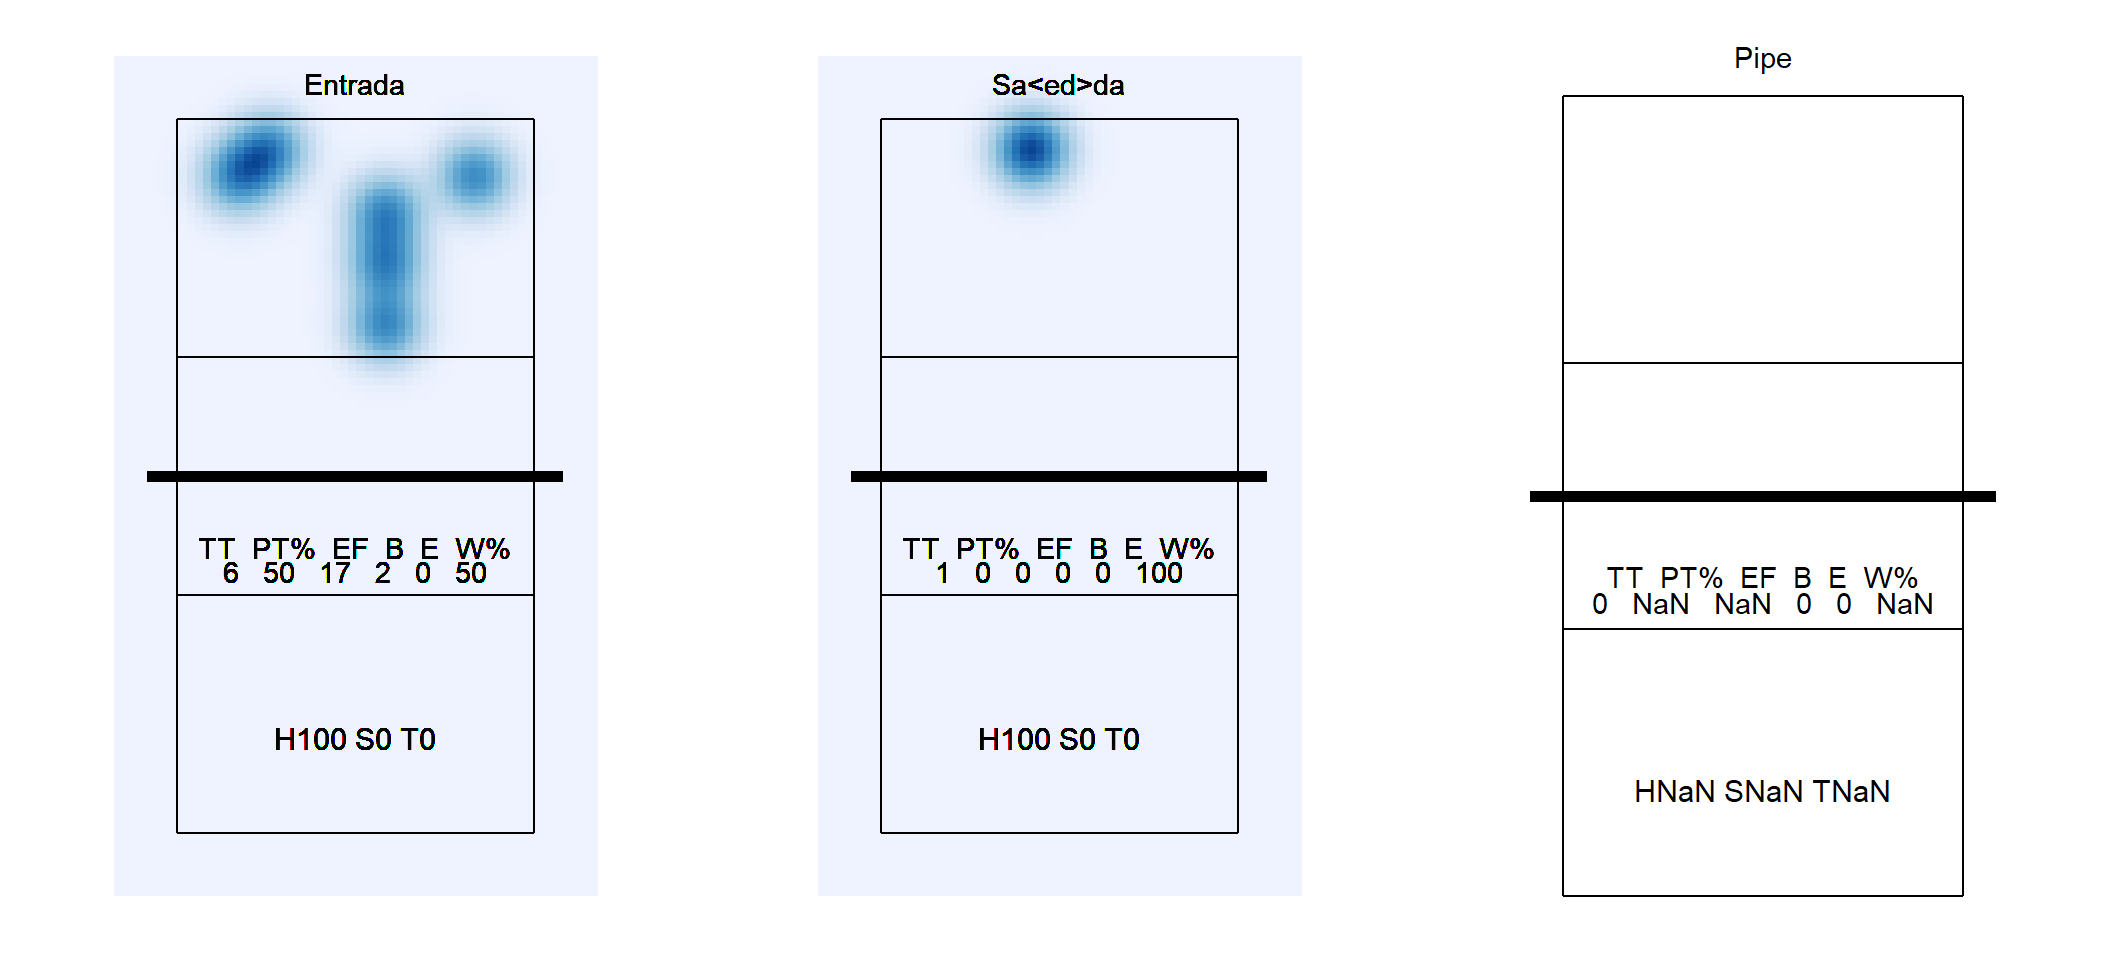 Entrada
TT PT% EF B E W%
6 50 17 2 0 50
H100 S0 T0
Sa<ed>da
TT PT% EF B E W%
1 0 0 0 0 100
H100 S0 T0
Pipe
TT PT% EF B E W%
0 NaN NaN 0 0 NaN
HNaN SNaN TNaN